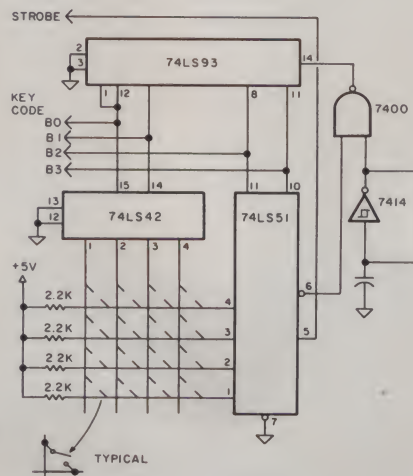 STROBE
2
3
74LS93
14
1
12
8
11
7400
KEY
CODE
B0
B1
B2
B3
15
14
11
10
13
12
74LS42
74LS51
7414
1
2
3
4
+5V
6
2.2K
4
5
2.2K
3
2.2K
2
2.2K
1
7
TYPICAL